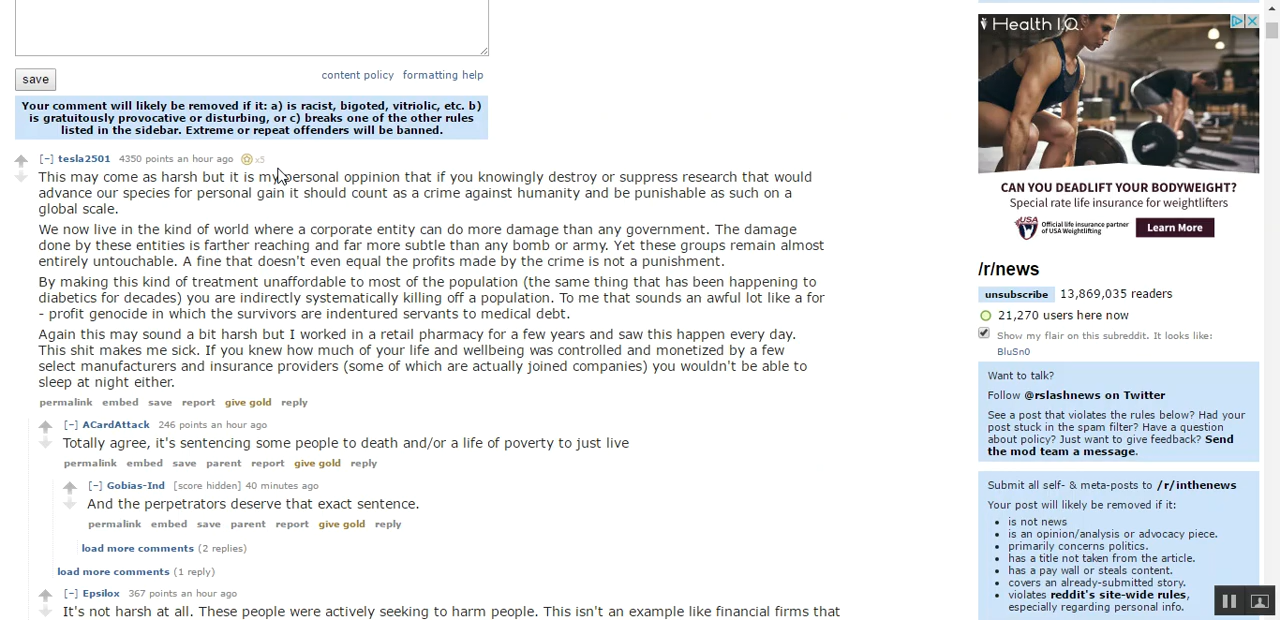 save
content policy formatting help
Your comment will likely be removed if it: a) is racist, bigoted, vitriolic, etc. b)
is gratuitously provocative or disturbing, or c) breaks one of the other rules
listed in the sidebar. Extreme or repeat offenders will be banned.
[–] tesla2501 4350 points an hour ago x5
This may come as harsh but it is my personal oppinion that if you knowingly destroy or suppress research that would
advance our species for personal gain it should count as a crime against humanity and be punishable as such on a
global scale.
We now live in the kind of world where a corporate entity can do more damage than any government. The damage
done by these entities is farther reaching and far more subtle than any bomb or army. Yet these groups remain almost
entirely untouchable. A fine that doesn't even equal the profits made by the crime is not a punishment.
By making this kind of treatment unaffordable to most of the population (the same thing that has been happening to
diabetics for decades) you are indirectly systematically killing off a population. To me that sounds an awful lot like a for
- profit genocide in which the survivors are indentured servants to medical debt.
Again this may sound a bit harsh but I worked in a retail pharmacy for a few years and saw this happen every day.
This shit makes me sick. If you knew how much of your life and wellbeing was controlled and monetized by a few
select manufacturers and insurance providers (some of which are actually joined companies) you wouldn't be able to
sleep at night either.
permalink embed save report give gold reply
[–] ACardAttack 246 points an hour ago
Totally agree, it's sentencing some people to death and/or a life of poverty to just live
permalink embed save parent report give gold reply
[–] Gobias-Ind [score hidden] 40 minutes ago
And the perpetrators deserve that exact sentence.
permalink embed save parent report give gold reply
load more comments (2 replies)
load more comments (1 reply)
[–] Epsilox 367 points an hour ago
It's not harsh at all. These people were actively seeking to harm people. This isn't an example like financial firms that
Health I.Q.
CAN YOU DEADLIFT YOUR BODYWEIGHT?
Special rate life insurance for weightlifters
USA
Official life insurance partner
of USA Weightlifting
Learn More
/r/news
unsubscribe 13,869,035 readers
21,270 users here now
Show my flair on this subreddit. It looks like:
BluSn0
Want to talk?
Follow @rslashnews on Twitter
See a post that violates the rules below? Had your
post stuck in the spam filter? Have a question
about policy? Just want to give feedback? Send
the mod team a message.
Submit all self- & meta-posts to /r/inthenews
Your post will likely be removed if it:
• is not news
• is an opinion/analysis or advocacy piece.
• primarily concerns politics.
• has a title not taken from the article.
• has a pay wall or steals content.
• covers an already-submitted story.
• violates reddit's site-wide rules,
especially regarding personal info.